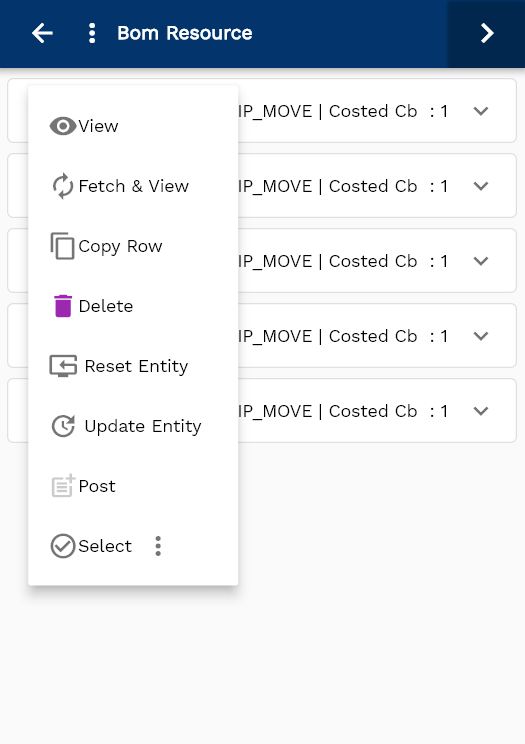 Bom Resource
IP_MOVE | Costed Cb : 1
View
IP_MOVE | Costed Cb : 1
Fetch & View
Copy Row
IP_MOVE | Costed Cb : 1
Delete
IP_MOVE | Costed Cb : 1
Reset Entity
IP_MOVE | Costed Cb : 1
Update Entity
Post
Select